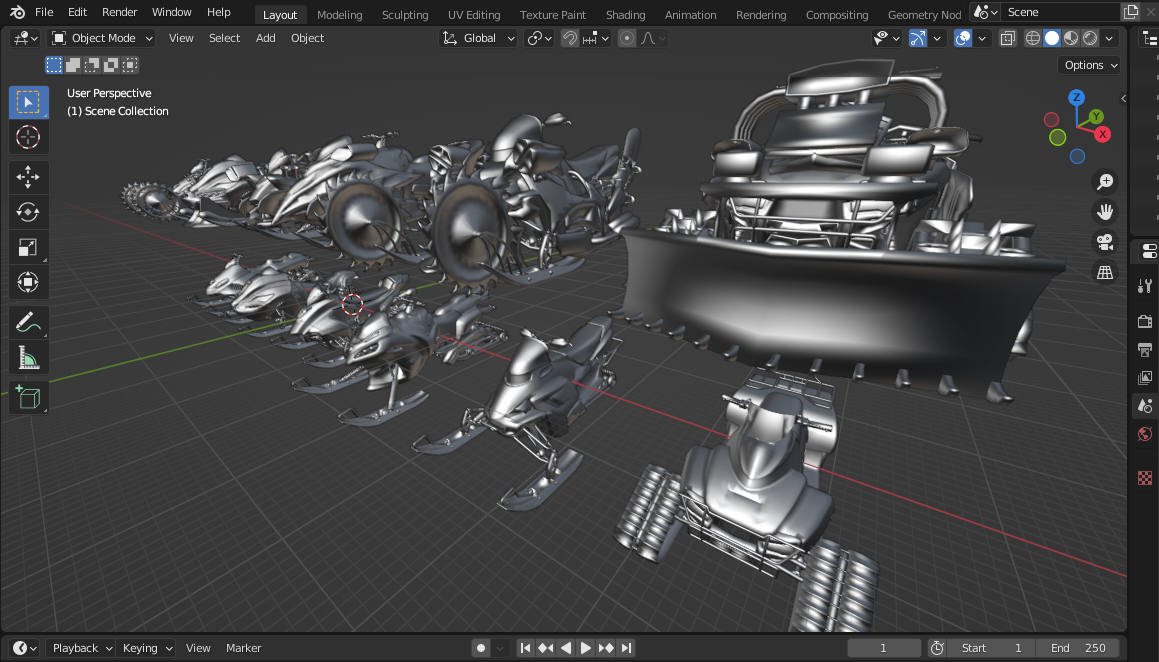 File Edit Render Window Help Layout Modeling Sculpting UV Editing Texture Paint Shading Animation Rendering Compositing Geometry Nod Scene
Object Mode View Select Add Object Global
Options
User Perspective
(1) Scene Collection
Z
Y
X
Playback Keying View Marker 1 Start 1 End 250